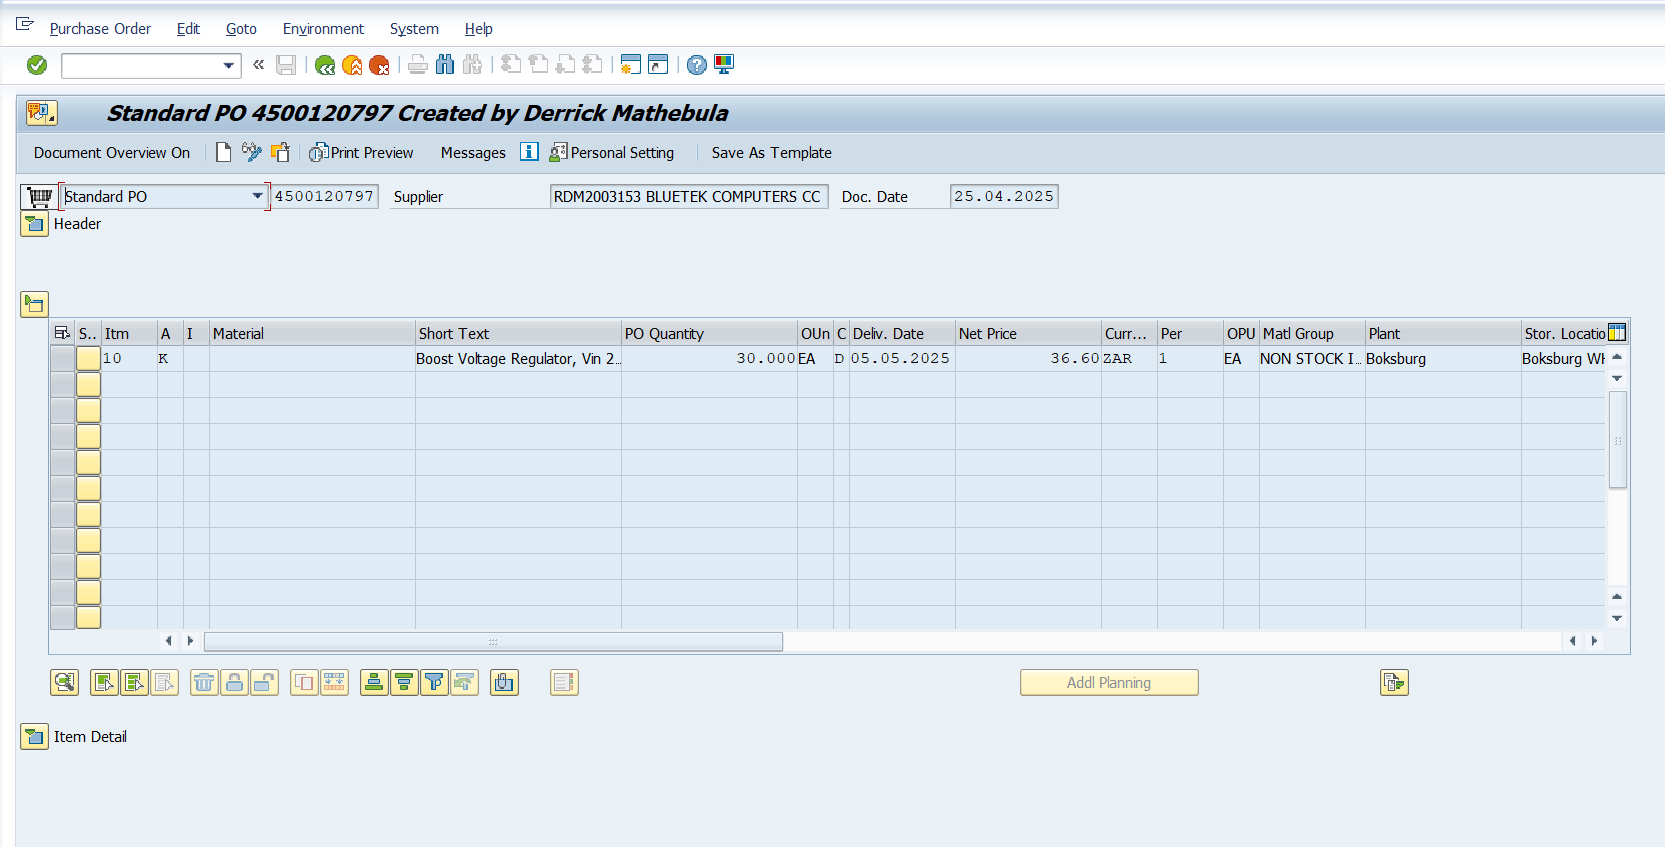 Purchase Order Edit Goto Environment System Help
Standard PO 4500120797 Created by Derrick Mathebula
Document Overview On Print Preview Messages Personal Setting Save As Template
Standard PO 4500120797 Supplier RDM2003153 BLUETEK COMPUTERS CC Doc. Date 25.04.2025
Header
S.. Itm A I Material Short Text PO Quantity OUn C Deliv. Date Net Price Curr... Per OPU Matl Group Plant Stor. Locatio
10 K Boost Voltage Regulator, Vin 2... 30.000 EA D 05.05.2025 36.60 ZAR 1 EA NON STOCK I... Boksburg Boksburg WH
Addl Planning
Item Detail